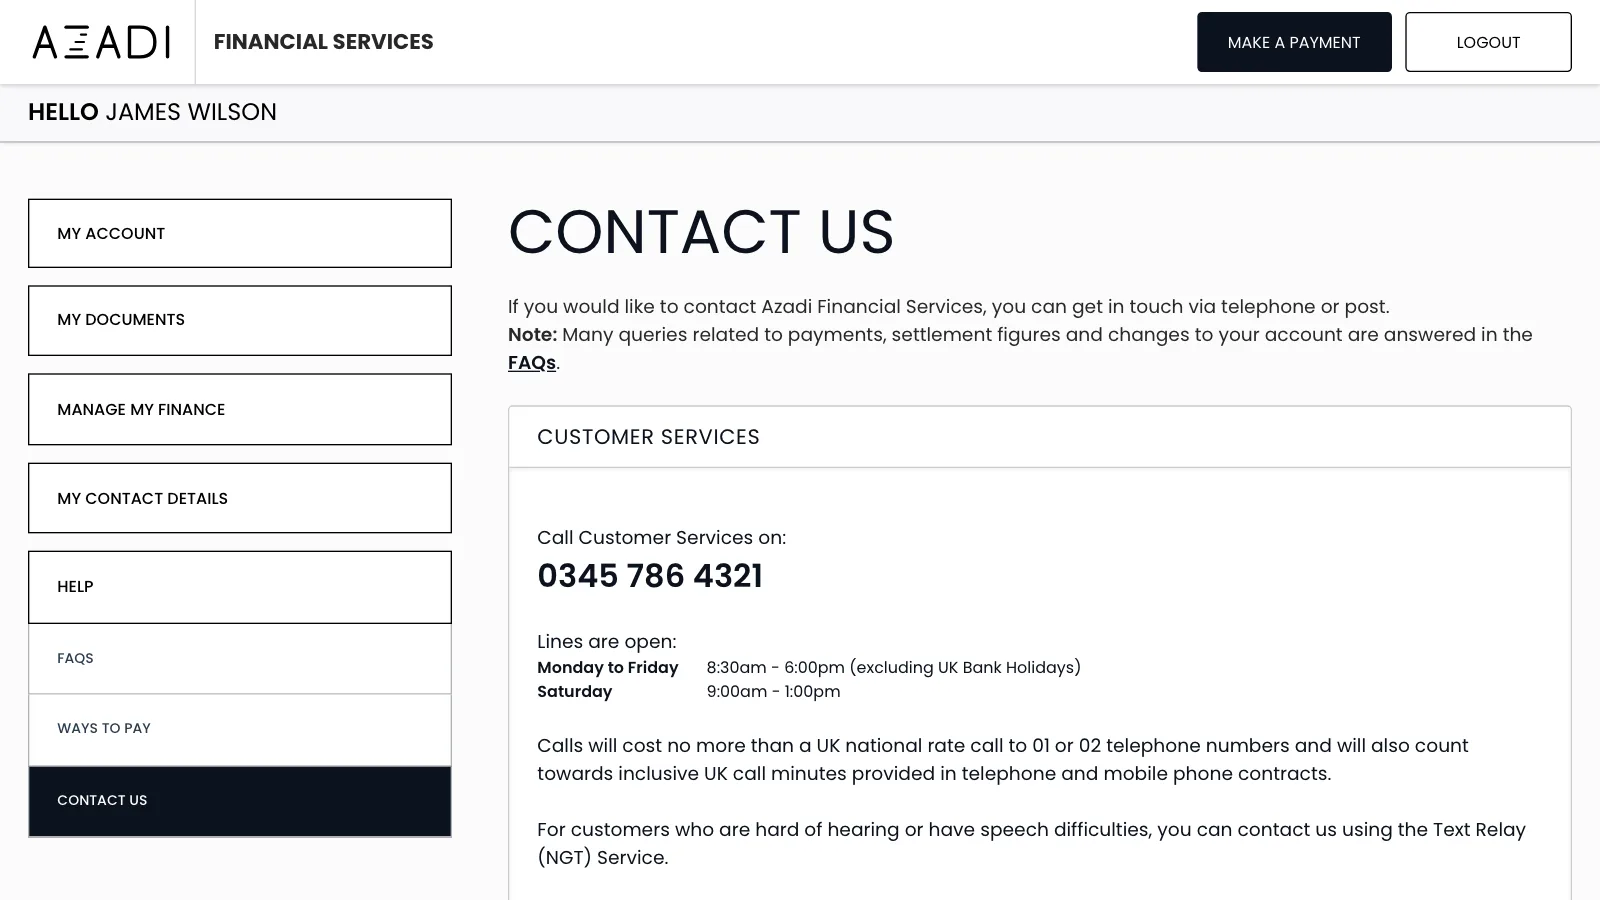 AZADI
FINANCIAL SERVICES
MAKE A PAYMENT
LOGOUT
HELLO JAMES WILSON
MY ACCOUNT
MY DOCUMENTS
MANAGE MY FINANCE
MY CONTACT DETAILS
HELP
FAQS
WAYS TO PAY
CONTACT US
CONTACT US
If you would like to contact Azadi Financial Services, you can get in touch via telephone or post.
Note: Many queries related to payments, settlement figures and changes to your account are answered in the
FAQs.
CUSTOMER SERVICES
Call Customer Services on:
0345 786 4321
Lines are open:
Monday to Friday 8:30am - 6:00pm (excluding UK Bank Holidays)
Saturday 9:00am - 1:00pm
Calls will cost no more than a UK national rate call to 01 or 02 telephone numbers and will also count
towards inclusive UK call minutes provided in telephone and mobile phone contracts.
For customers who are hard of hearing or have speech difficulties, you can contact us using the Text Relay
(NGT) Service.